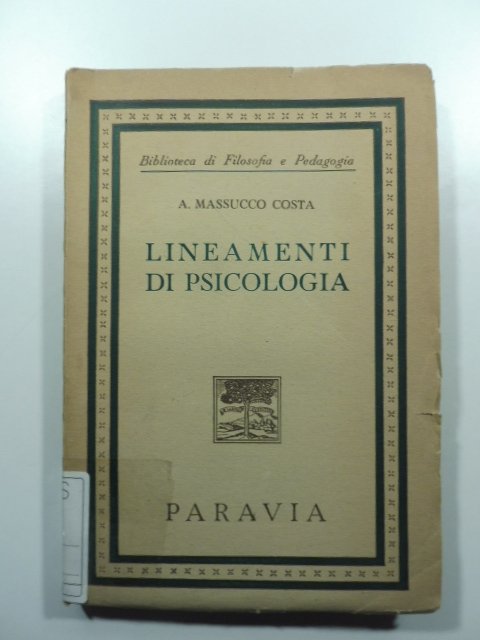 Biblioteca di Filosofia e Pedagogia
A. MASSUCCO COSTA
LINEAMENTI
DI PSICOLOGIA
PARAVIA